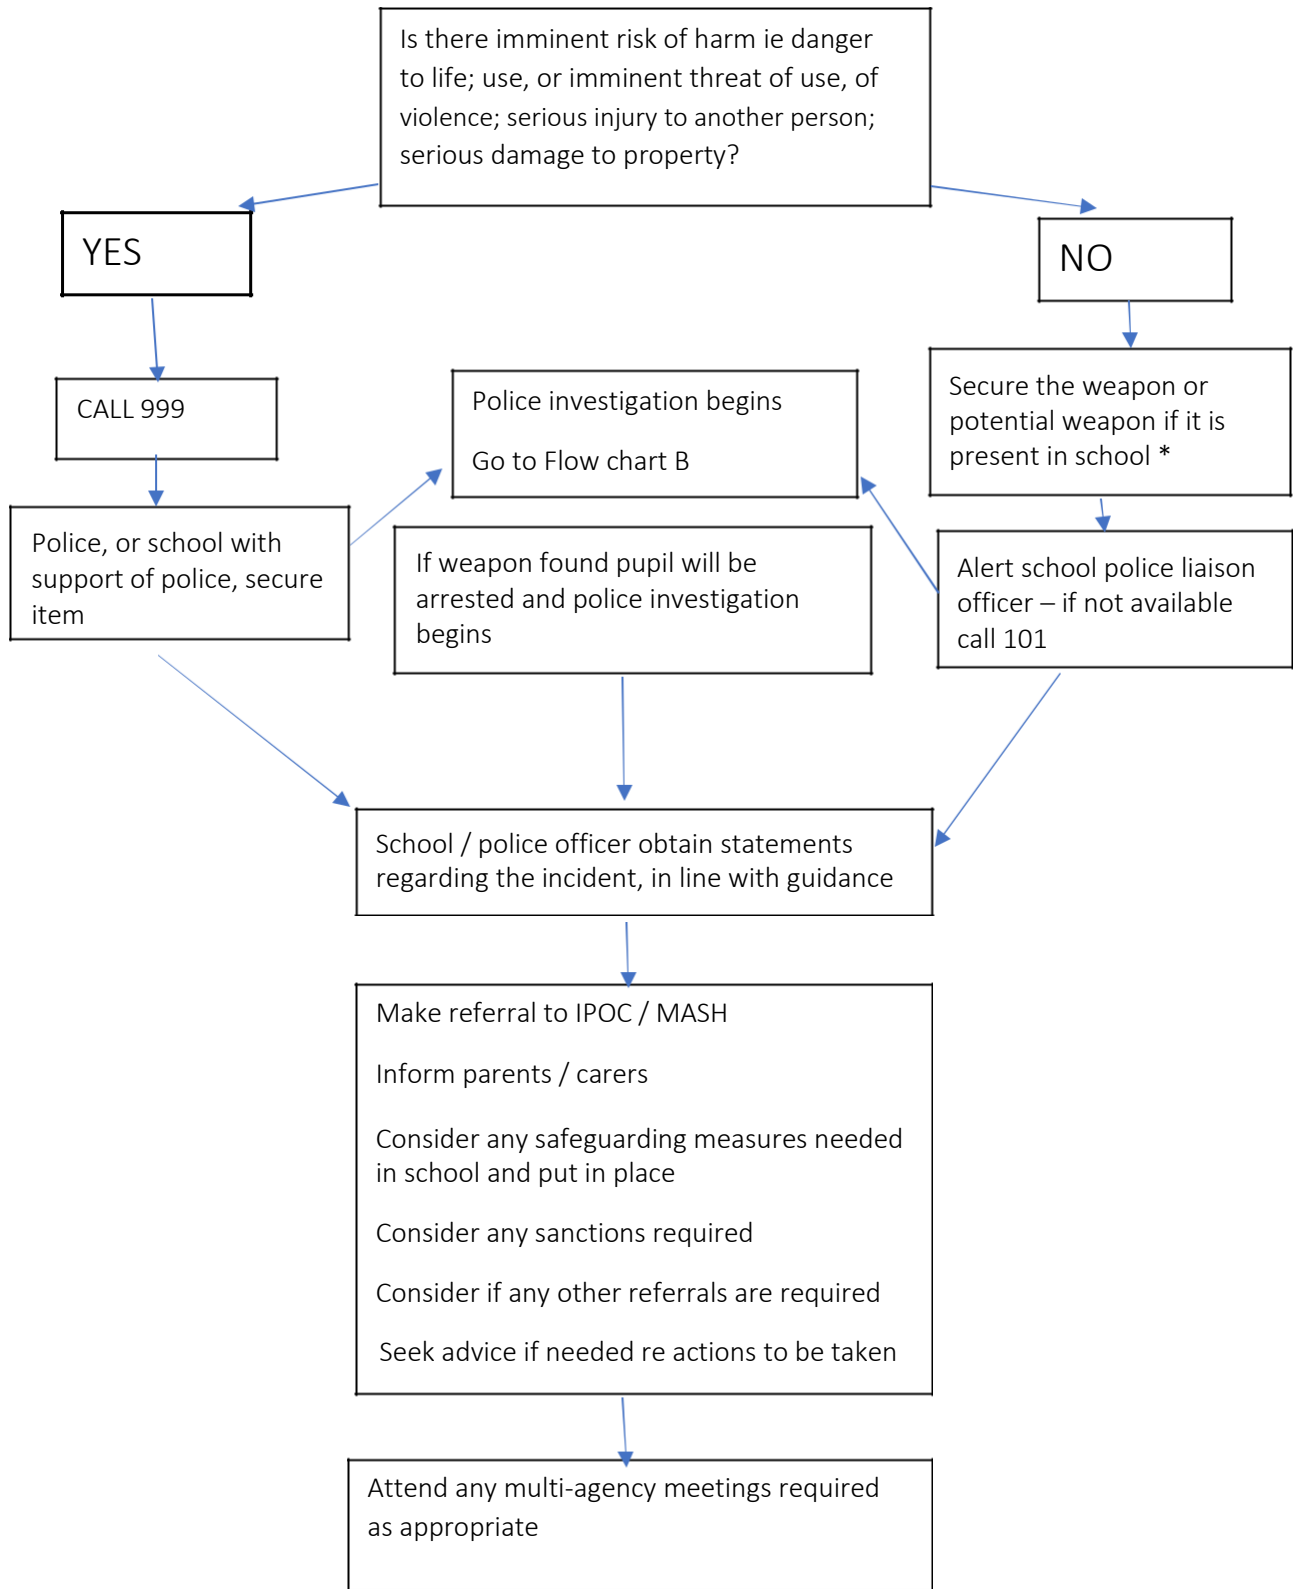 Is there imminent risk of harm ie danger
to life; use, or imminent threat of use, of
violence; serious injury to another person;
serious damage to property?
YES
NO
CALL 999
Police investigation begins
Go to Flow chart B
Secure the weapon or
potential weapon if it is
present in school *
Police, or school with
support of police, secure
item
If weapon found pupil will be
arrested and police investigation
begins
Alert school police liaison
officer – if not available
call 101
School / police officer obtain statements
regarding the incident, in line with guidance
Make referral to IPOC / MASH
Inform parents / carers
Consider any safeguarding measures needed
in school and put in place
Consider any sanctions required
Consider if any other referrals are required
Seek advice if needed re actions to be taken
Attend any multi-agency meetings required
as appropriate